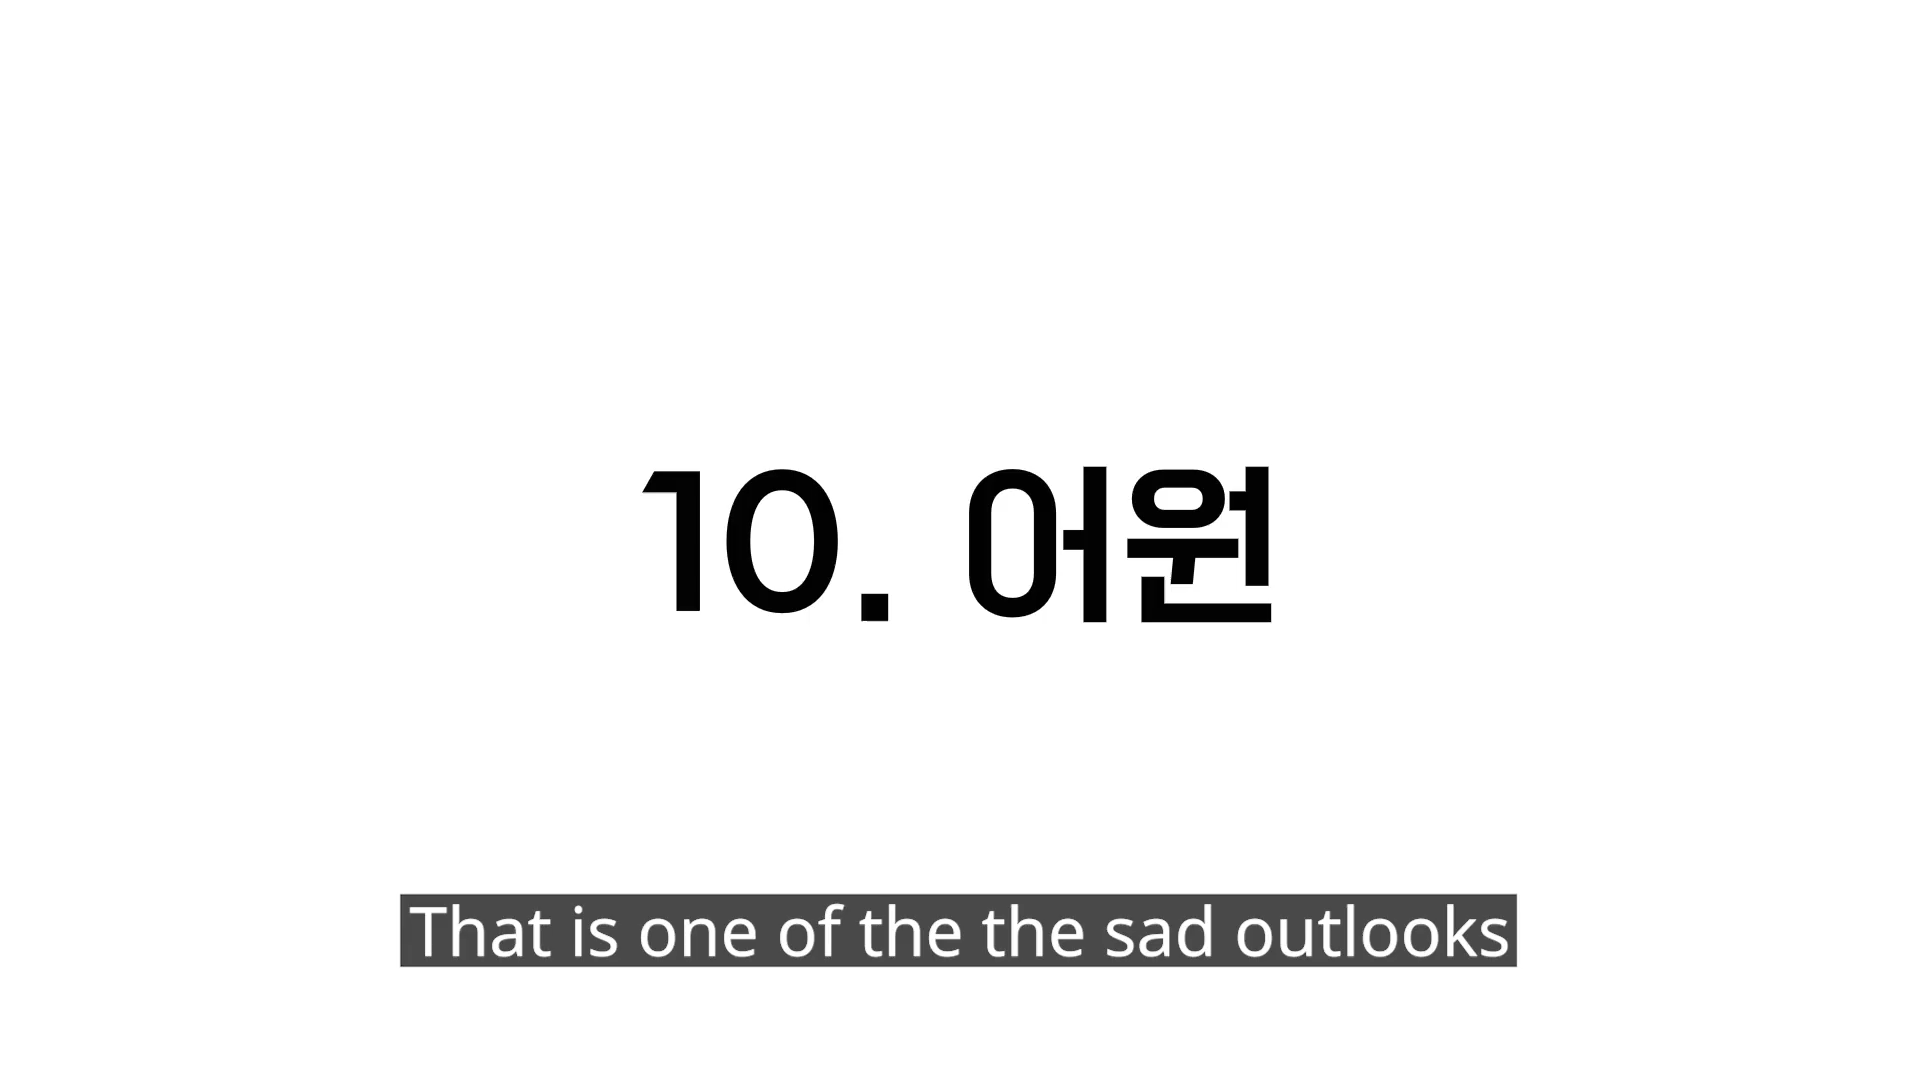 10. 어원
That is one of the the sad outlooks